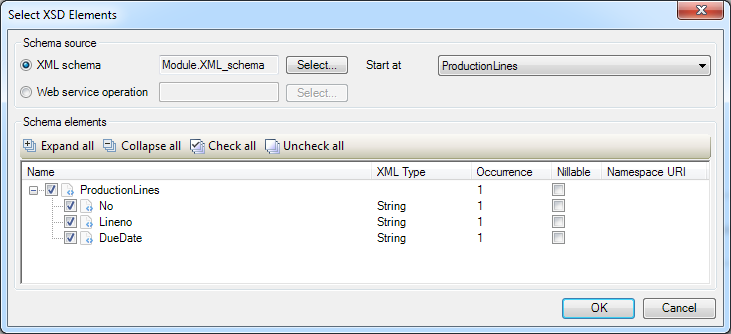 Select XSD Elements
Schema source
XML schema Module.XML_schema Select... Start at ProductionLines
Web service operation Select...
Schema elements
Expand all Collapse all Check all Uncheck all
Name XML Type Occurrence Nillable Namespace URI
ProductionLines 1
No String 1
Lineno String 1
DueDate String 1
OK Cancel